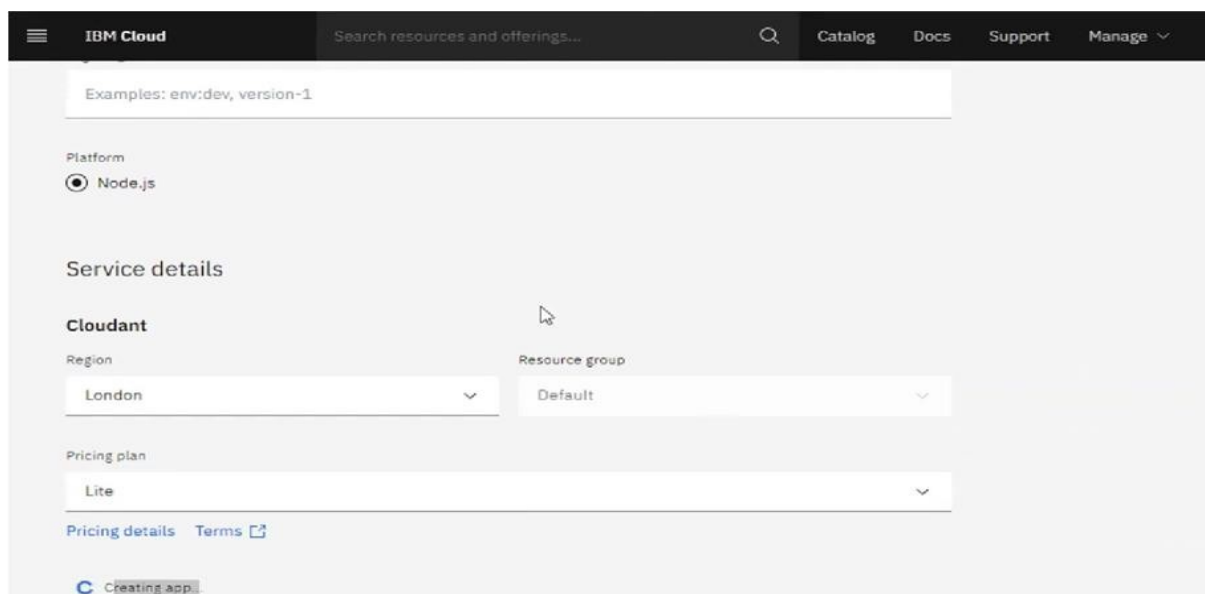 IBM Cloud Search resources and offerings... Catalog Docs Support Manage
Examples: env:dev, version-1
Platform
Node.js
Service details
Cloudant
Region Resource group
London Default
Pricing plan
Lite
Pricing details Terms
Creating app...